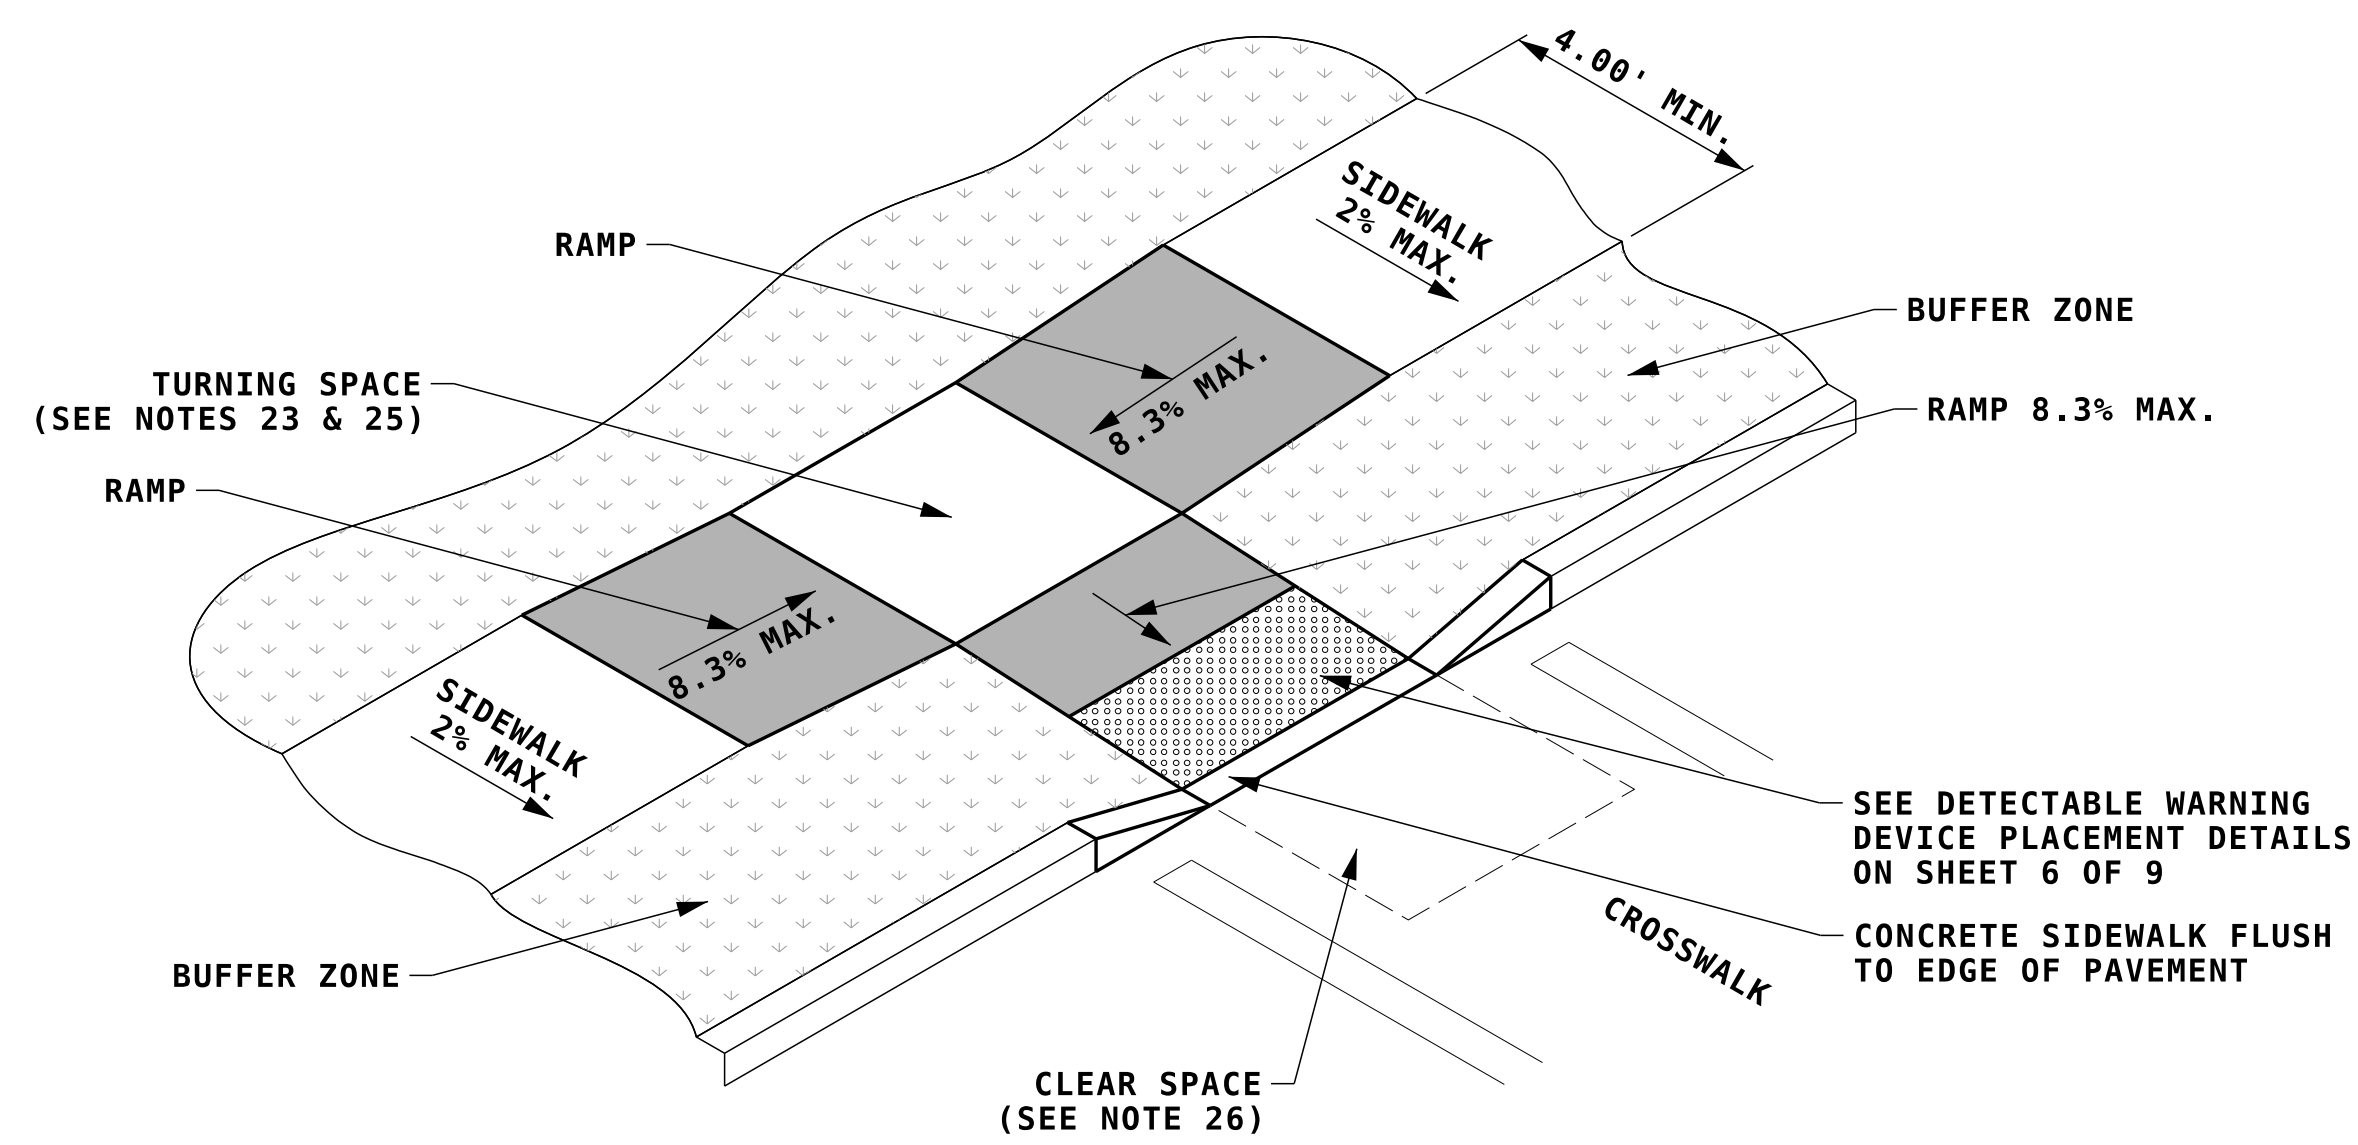 4.00' MIN.
SIDEWALK
2% MAX.
RAMP
BUFFER ZONE
8.3% MAX.
TURNING SPACE
(SEE NOTES 23 & 25)
RAMP 8.3% MAX.
RAMP
8.3% MAX.
SIDEWALK
2% MAX.
SEE DETECTABLE WARNING
DEVICE PLACEMENT DETAILS
ON SHEET 6 OF 9
CROSSWALK
CONCRETE SIDEWALK FLUSH
TO EDGE OF PAVEMENT
BUFFER ZONE
CLEAR SPACE
(SEE NOTE 26)